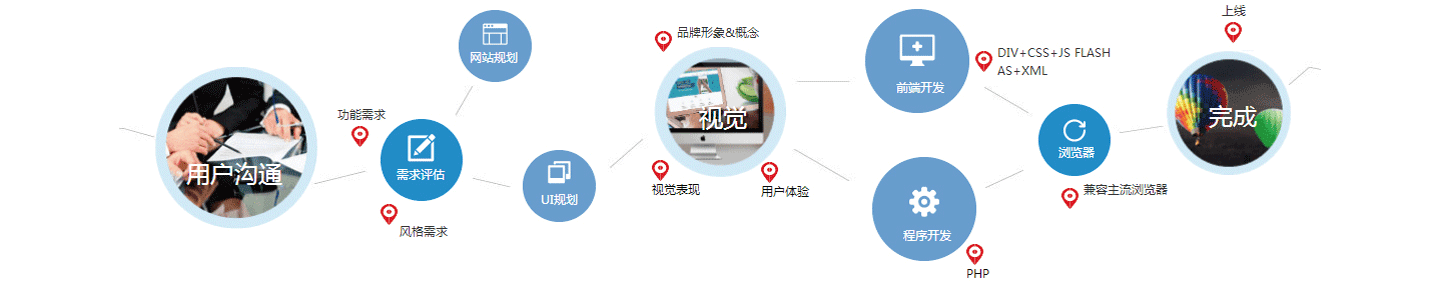 用户沟通
功能需求
需求评估
风格需求
网站规划
UI规划
品牌形象&概念
视觉
视觉表现
用户体验
前端开发
DIV+CSS+JS FLASH
AS+XML
程序开发
PHP
浏览器
兼容主流浏览器
上线
完成